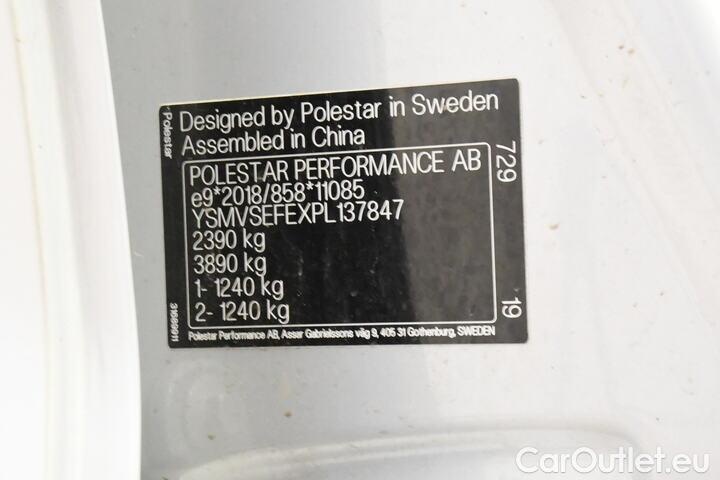 Polestar
Designed by Polestar in Sweden
Assembled in China
POLESTAR PERFORMANCE AB
e9*2018/858*11085
YSMVSEFEXPL137847
2390 kg
3890 kg
1- 1240 kg
2- 1240 kg
729
19
31689911
Polestar Performance AB, Assar Gabrielssons väg 9, 405 31 Gothenburg, SWEDEN
CarOutlet.eu